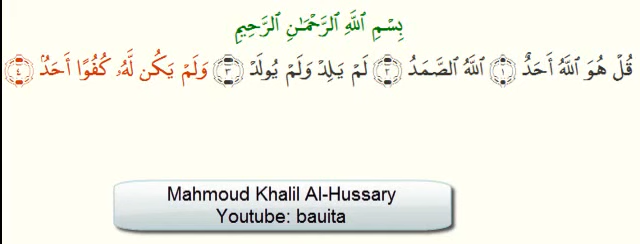 بِسْمِ اللَّهِ الرَّحْمَٰنِ الرَّحِيمِ
قُلْ هُوَ اللَّهُ أَحَدٌ ١ اللَّهُ الصَّمَدُ ٢ لَمْ يَلِدْ وَلَمْ يُولَدْ ٣ وَلَمْ يَكُن لَّهُ كُفُوًا أَحَدٌ ٤
Mahmoud Khalil Al-Hussary
Youtube: bauita